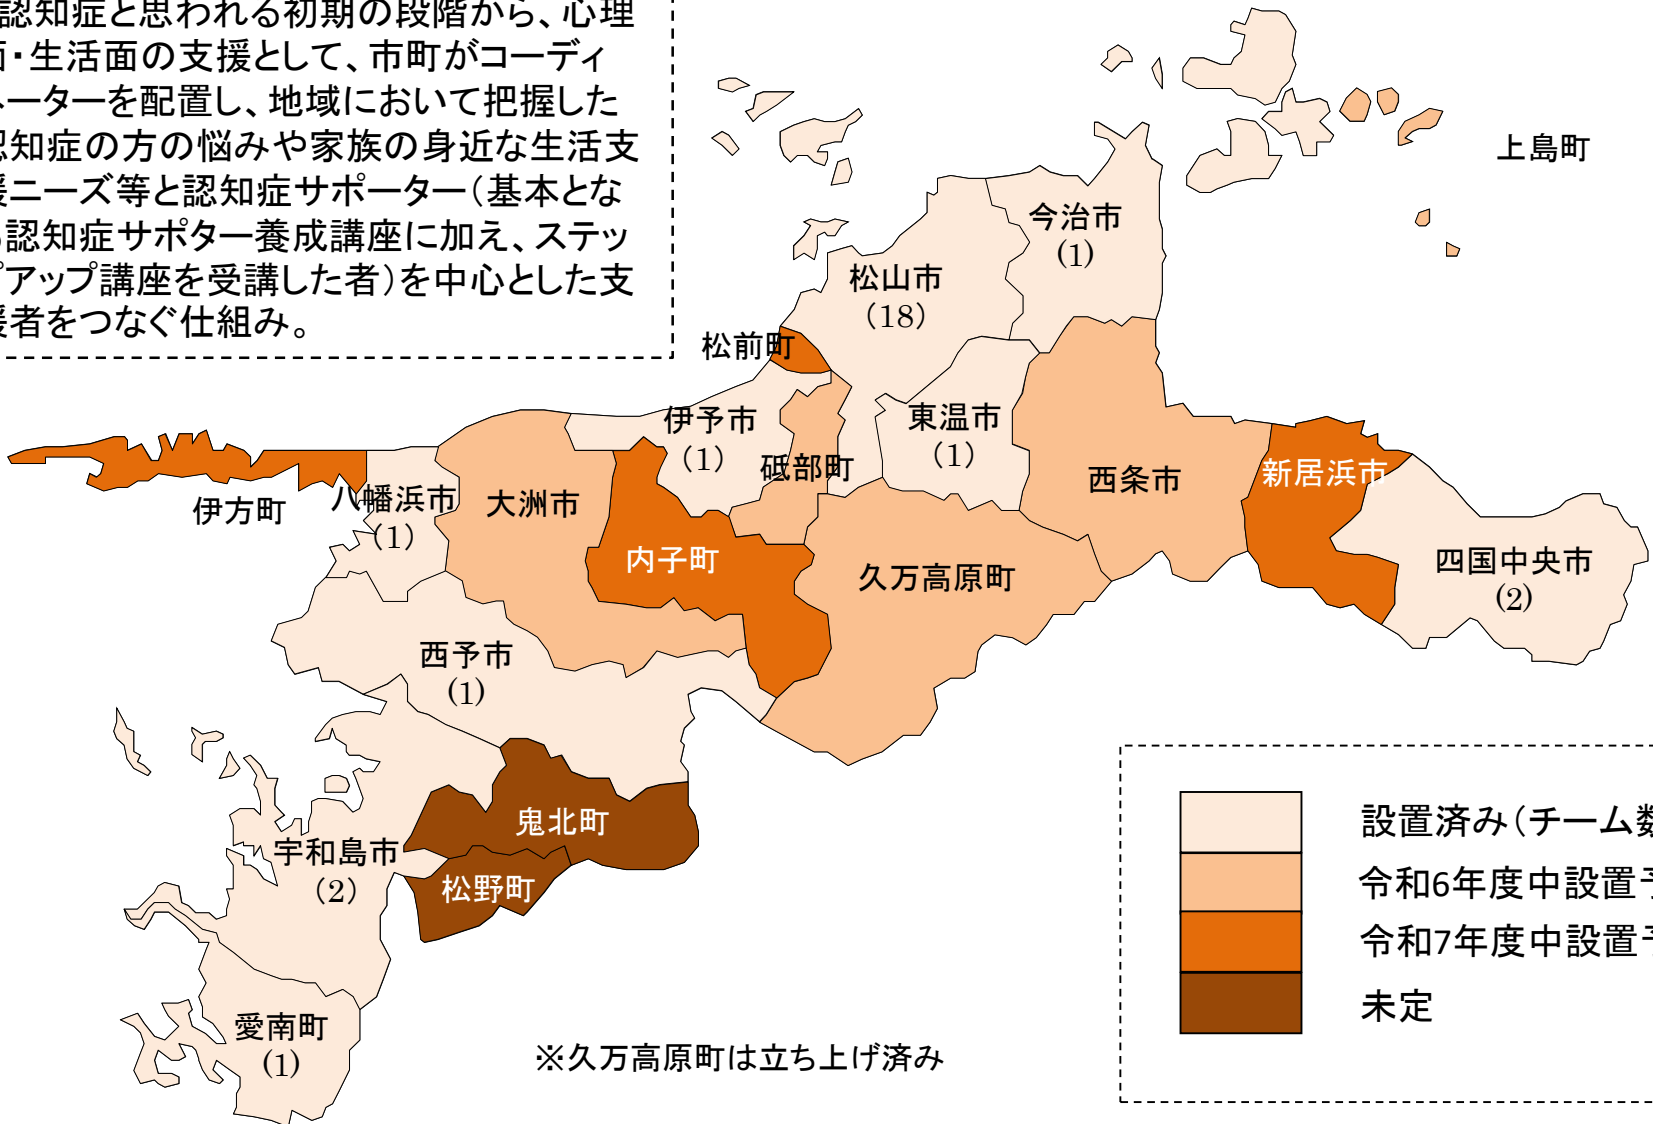 認知症と思われる初期の段階から、心理
面・生活面の支援として、市町がコーディ
ネーターを配置し、地域において把握した
認知症の方の悩みや家族の身近な生活支
援ニーズ等と認知症サポーター(基本とな
る認知症サポター養成講座に加え、ステッ
プアップ講座を受講した者)を中心とした支
援者をつなぐ仕組み。
上島町
今治市
(1)
松山市
(18)
松前町
伊予市
(1)
東温市
(1)
砥部町
西条市
新居浜市
四国中央市
(2)
伊方町
八幡浜市
(1)
大洲市
内子町
久万高原町
西予市
(1)
鬼北町
松野町
宇和島市
(2)
愛南町
(1)
設置済み(チーム数
令和6年度中設置予
令和7年度中設置予
未定
※久万高原町は立ち上げ済み